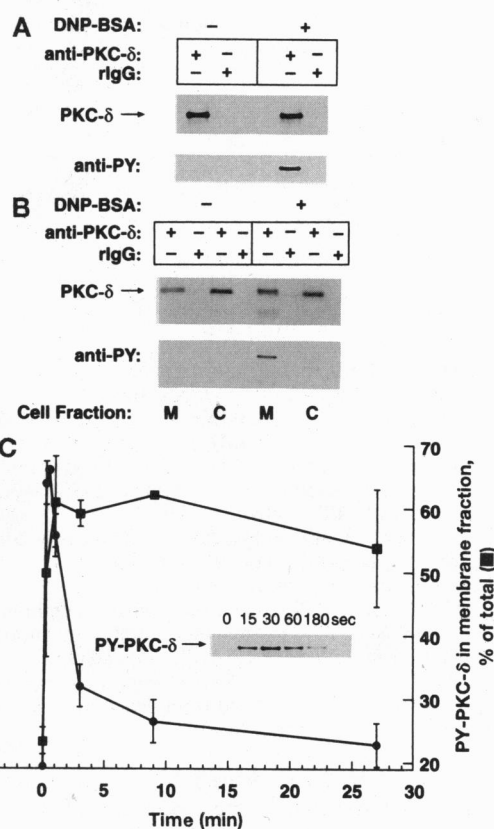 A
DNP-BSA: – +
anti-PKC-δ: + – + –
rIgG: – + – +
PKC-δ →
anti-PY:
B
DNP-BSA: – +
anti-PKC-δ: + – + – + – + –
rIgG: – + – + – + – +
PKC-δ →
anti-PY:
Cell Fraction: M C M C
C
70
60
50
40
30
20
PY-PKC-δ in membrane fraction,
% of total (■)
0 15 30 60 180 sec
PY-PKC-δ →
0 5 10 15 20 25 30
Time (min)